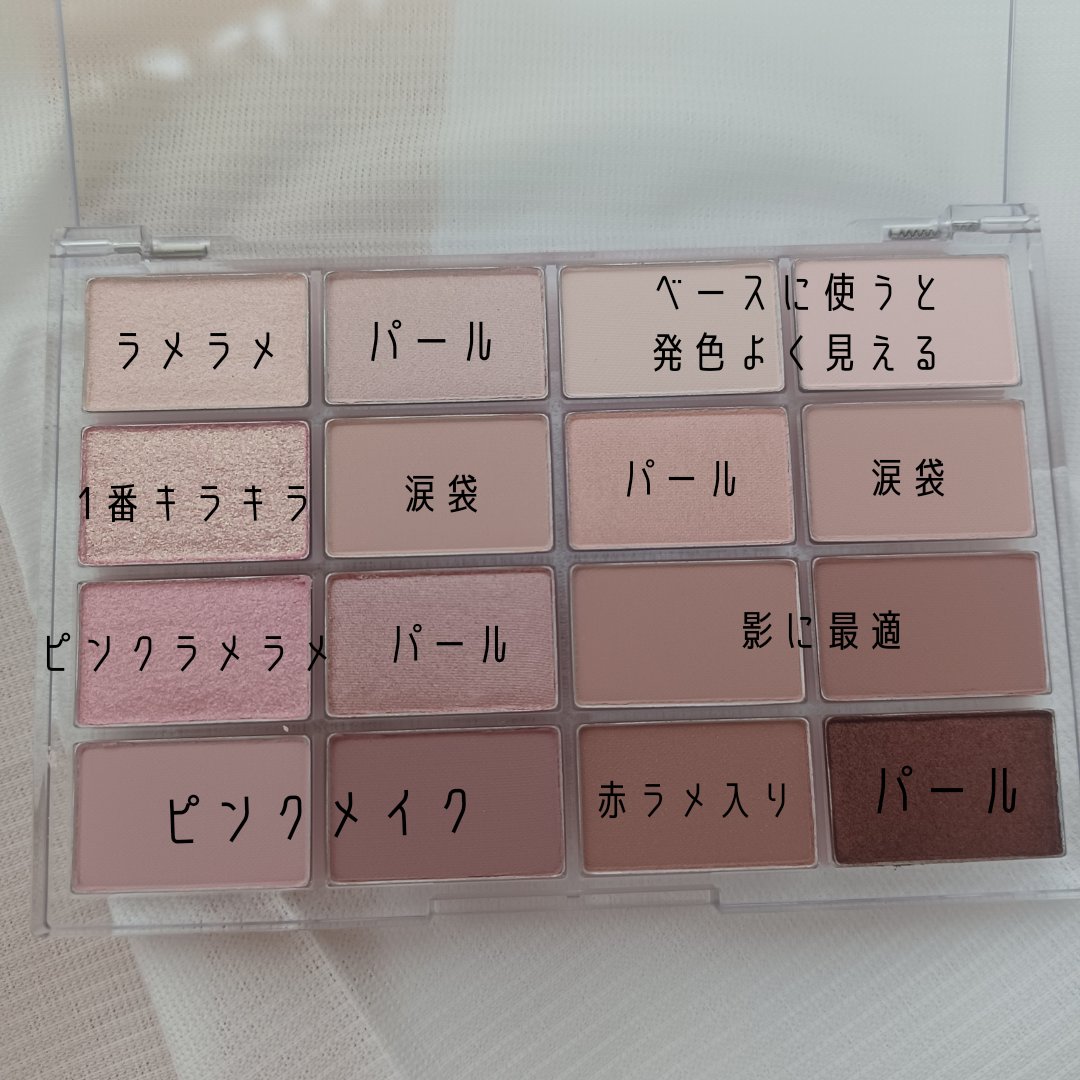 ラメラメ
パール
ベースに使うと
発色よく見える
1番キラキラ
涙袋
パール
涙袋
ピンクラメラメ
パール
影に最適
ピンクメイク
赤ラメ入り
パール